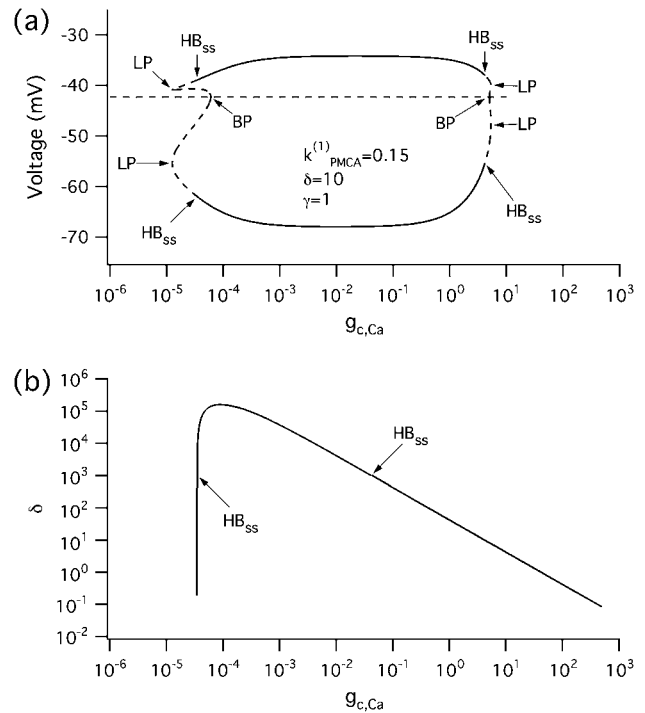 (a)
-30
-40
-50
-60
-70
Voltage (mV)
LP
HBss
HBss
LP
BP
BP
LP
LP
k(1)PMCA=0.15
δ=10
γ=1
HBss
HBss
10-6 10-5 10-4 10-3 10-2 10-1 100 101 102 103
gc,Ca
(b)
106
105
104
103
102
101
100
10-1
10-2
δ
HBss
HBss
10-6 10-5 10-4 10-3 10-2 10-1 100 101 102 103
gc,Ca